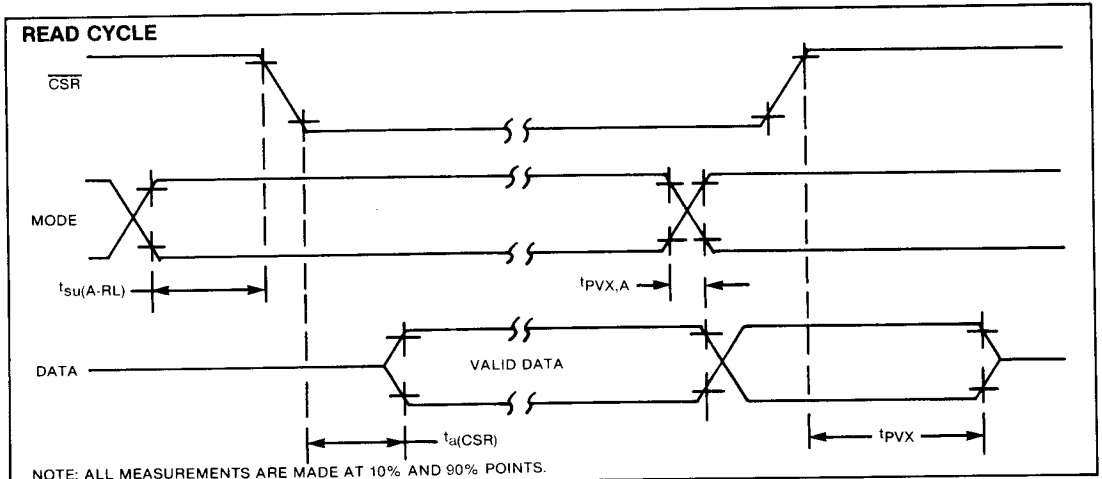 READ CYCLE
CSR
MODE
tsu(A-RL)
tPVX,A
DATA
VALID DATA
ta(CSR)
tPVX
NOTE: ALL MEASUREMENTS ARE MADE AT 10% AND 90% POINTS.